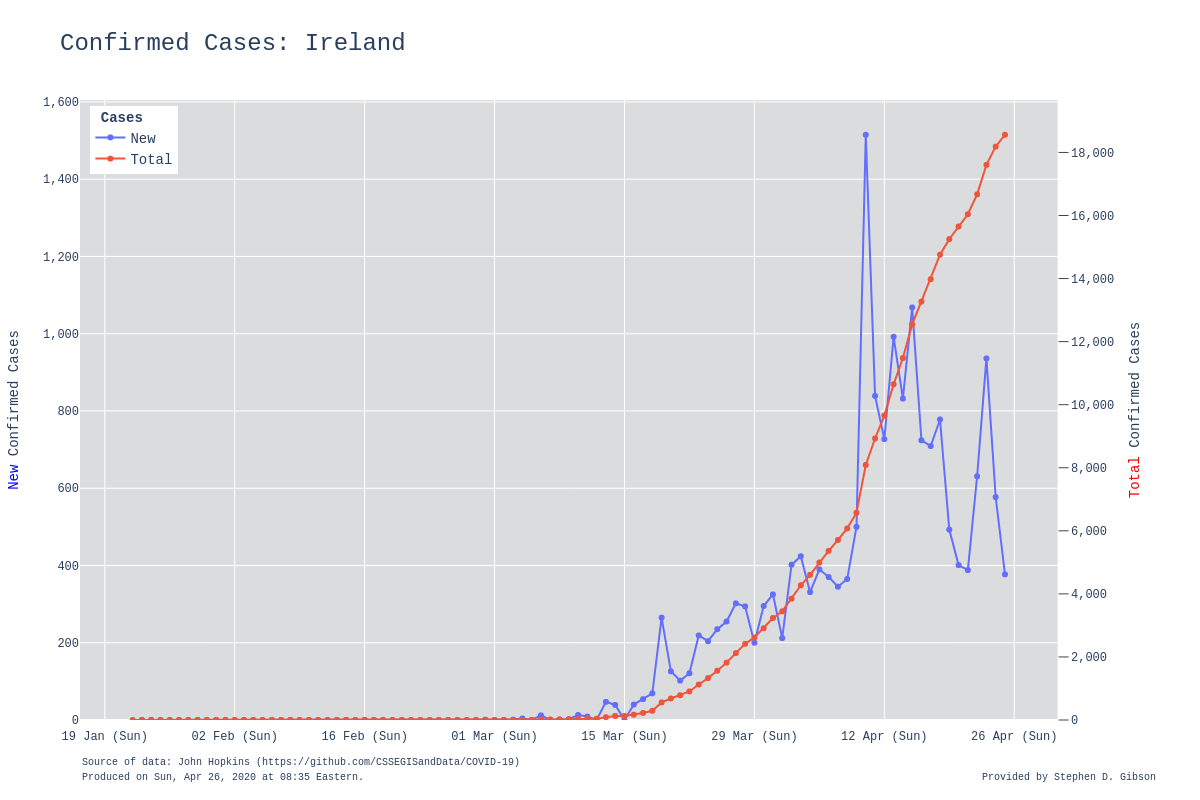 Confirmed Cases: Ireland
Cases
New
Total
1,600
1,400
1,200
1,000
800
600
400
200
0
New Confirmed Cases
18,000
16,000
14,000
12,000
10,000
8,000
6,000
4,000
2,000
0
Total Confirmed Cases
19 Jan (Sun) 02 Feb (Sun) 16 Feb (Sun) 01 Mar (Sun) 15 Mar (Sun) 29 Mar (Sun) 12 Apr (Sun) 26 Apr (Sun)
Source of data: John Hopkins (https://github.com/CSSEGISandData/COVID-19)
Produced on Sun, Apr 26, 2020 at 08:35 Eastern.
Provided by Stephen D. Gibson